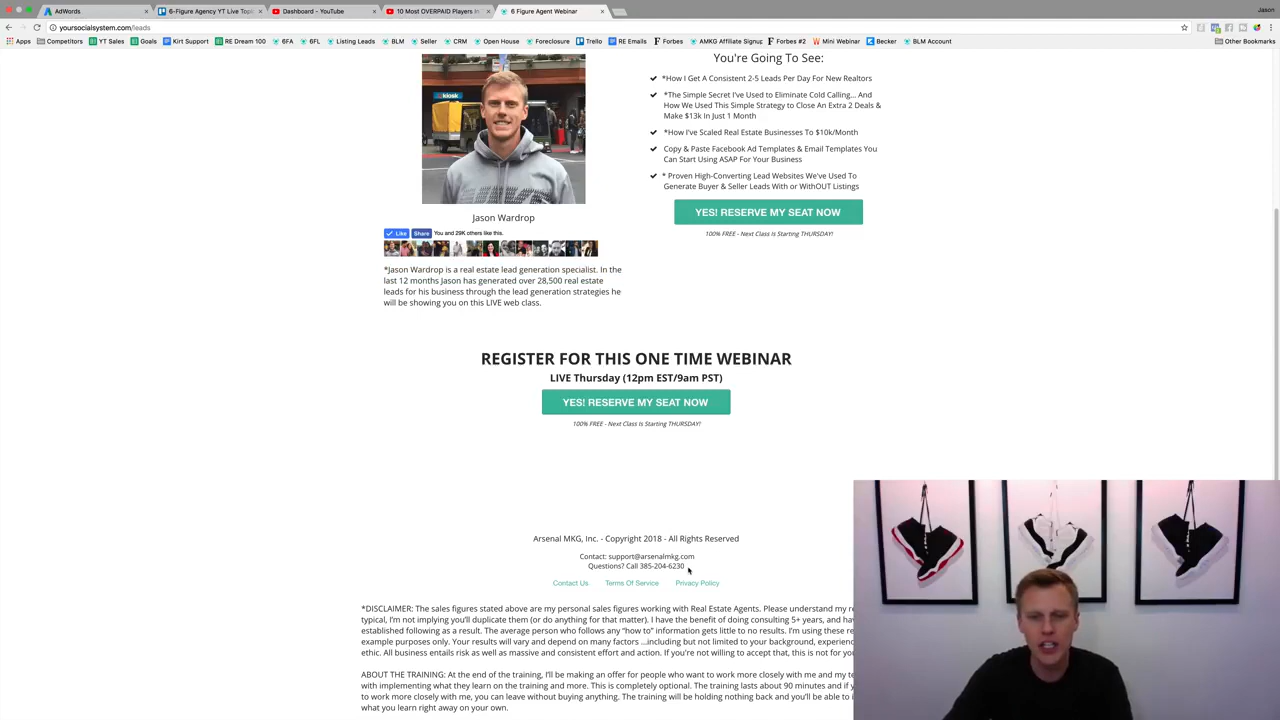 AdWords
6-Figure Agency YT Live Topi
Dashboard - YouTube
10 Most OVERPAID Players In
6 Figure Agent Webinar
Jason
yoursocialsystem.com/leads
Apps
Competitors
YT Sales
Goals
Kirt Support
RE Dream 100
6FA
6FL
Listing Leads
BLM
Seller
CRM
Open House
Foreclosure
Trello
RE Emails
Forbes
AMKG Affiliate Signup
Forbes #2
Mini Webinar
Becker
BLM Account
Other Bookmarks
kiosk
Jason Wardrop
Like
Share
You and 29K others like this.
*Jason Wardrop is a real estate lead generation specialist. In the
last 12 months Jason has generated over 28,500 real estate
leads for his business through the lead generation strategies he
will be showing you on this LIVE web class.
You're Going To See:
*How I Get A Consistent 2-5 Leads Per Day For New Realtors
*The Simple Secret I've Used to Eliminate Cold Calling... And
How We Used This Simple Strategy to Close An Extra 2 Deals &
Make $13k In Just 1 Month
*How I've Scaled Real Estate Businesses To $10k/Month
Copy & Paste Facebook Ad Templates & Email Templates You
Can Start Using ASAP For Your Business
* Proven High-Converting Lead Websites We've Used To
Generate Buyer & Seller Leads With or WithOUT Listings
YES! RESERVE MY SEAT NOW
100% FREE - Next Class Is Starting THURSDAY!
REGISTER FOR THIS ONE TIME WEBINAR
LIVE Thursday (12pm EST/9am PST)
YES! RESERVE MY SEAT NOW
100% FREE - Next Class Is Starting THURSDAY!
Arsenal MKG, Inc. - Copyright 2018 - All Rights Reserved
Contact: support@arsenalmkg.com
Questions? Call 385-204-6230
Contact Us
Terms Of Service
Privacy Policy
*DISCLAIMER: The sales figures stated above are my personal sales figures working with Real Estate Agents. Please understand my re
typical, I'm not implying you'll duplicate them (or do anything for that matter). I have the benefit of doing consulting 5+ years, and hav
established following as a result. The average person who follows any "how to" information gets little to no results. I'm using these re
example purposes only. Your results will vary and depend on many factors ...including but not limited to your background, experienc
ethic. All business entails risk as well as massive and consistent effort and action. If you're not willing to accept that, this is not for yo
ABOUT THE TRAINING: At the end of the training, I'll be making an offer for people who want to work more closely with me and my te
with implementing what they learn on the training and more. This is completely optional. The training lasts about 90 minutes and if y
to work more closely with me, you can leave without buying anything. The training will be holding nothing back and you'll be able to i
what you learn right away on your own.